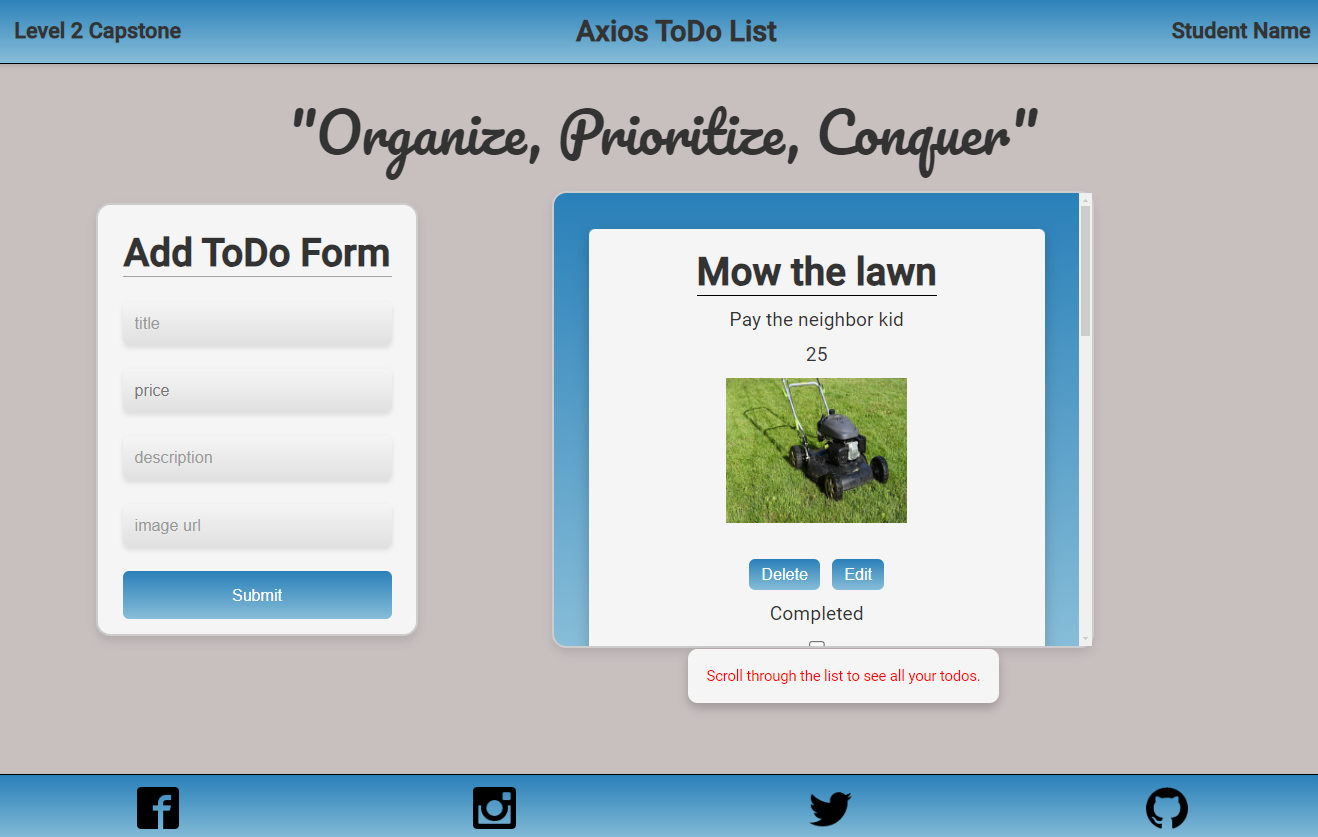 Level 2 Capstone
Axios ToDo List
Student Name
"Organize, Prioritize, Conquer"
Add ToDo Form
title
price
description
image url
Submit
Mow the lawn
Pay the neighbor kid
25
Delete Edit
Completed
Scroll through the list to see all your todos.